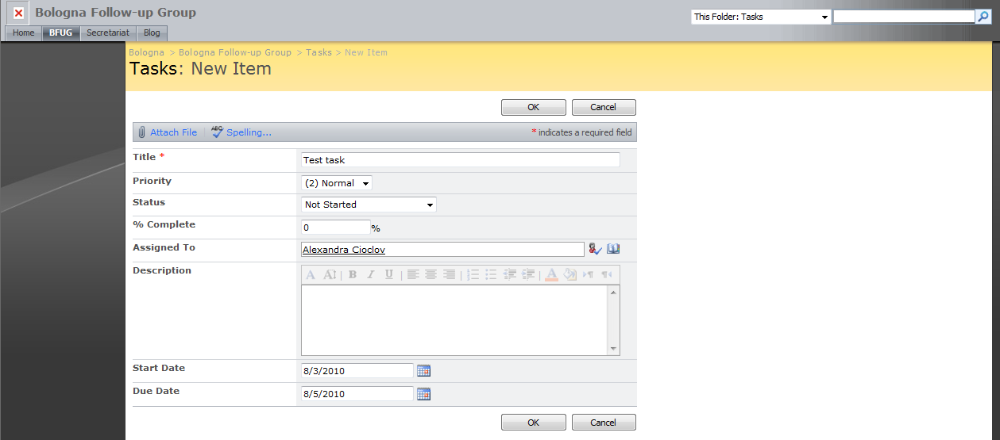 Bologna Follow-up Group
This Folder: Tasks
Home BFUG Secretariat Blog
Bologna > Bologna Follow-up Group > Tasks > New Item
Tasks: New Item
OK Cancel
Attach File ABC Spelling... * indicates a required field
Title * Test task
Priority (2) Normal
Status Not Started
% Complete 0 %
Assigned To Alexandra Cioclov
Description A A B I U A
Start Date 8/3/2010
Due Date 8/5/2010
OK Cancel